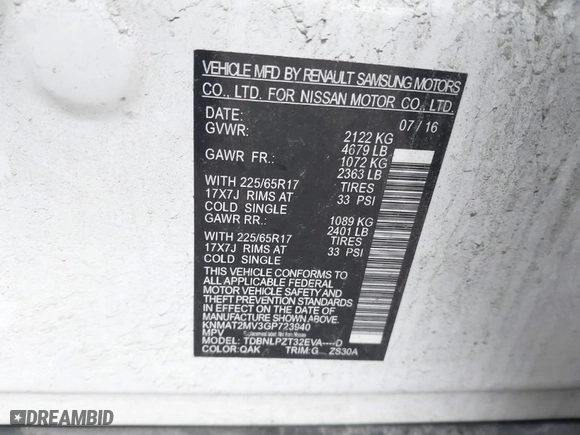 VEHICLE MFD BY RENAULT SAMSUNG MOTORS
CO., LTD. FOR NISSAN MOTOR CO., LTD.
DATE: 07/16
GVWR: 2122 KG
4679 LB
GAWR FR.: 1072 KG
2363 LB
WITH 225/65R17 TIRES
17X7J RIMS AT 33 PSI
COLD SINGLE
GAWR RR.: 1089 KG
2401 LB
WITH 225/65R17 TIRES
17X7J RIMS AT 33 PSI
COLD SINGLE
THIS VEHICLE CONFORMS TO
ALL APPLICABLE FEDERAL
MOTOR VEHICLE SAFETY AND
THEFT PREVENTION STANDARDS
IN EFFECT ON THE DATE OF
MANUFACTURE SHOWN ABOVE.
KNMAT2MV3GP723940
MPV
MODEL: TDBNLPZT32EVA----D
COLOR: QAK TRIM: G... ZS30A
DREAMBID